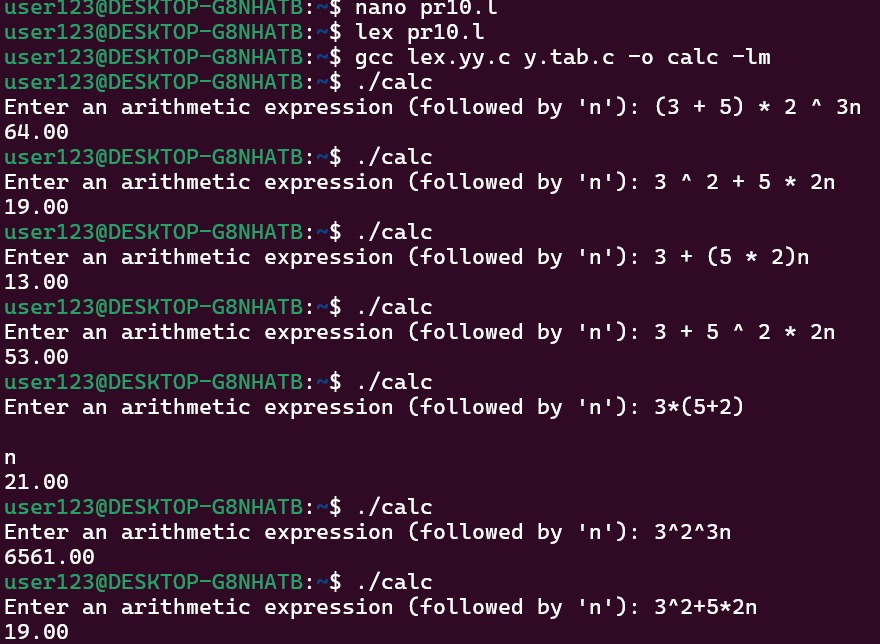 user123@DESKTOP-G8NHATB:~$ nano pr10.l
user123@DESKTOP-G8NHATB:~$ lex pr10.l
user123@DESKTOP-G8NHATB:~$ gcc lex.yy.c y.tab.c -o calc -lm
user123@DESKTOP-G8NHATB:~$ ./calc
Enter an arithmetic expression (followed by 'n'): (3 + 5) * 2 ^ 3n
64.00
user123@DESKTOP-G8NHATB:~$ ./calc
Enter an arithmetic expression (followed by 'n'): 3 ^ 2 + 5 * 2n
19.00
user123@DESKTOP-G8NHATB:~$ ./calc
Enter an arithmetic expression (followed by 'n'): 3 + (5 * 2)n
13.00
user123@DESKTOP-G8NHATB:~$ ./calc
Enter an arithmetic expression (followed by 'n'): 3 + 5 ^ 2 * 2n
53.00
user123@DESKTOP-G8NHATB:~$ ./calc
Enter an arithmetic expression (followed by 'n'): 3*(5+2)
n
21.00
user123@DESKTOP-G8NHATB:~$ ./calc
Enter an arithmetic expression (followed by 'n'): 3^2^3n
6561.00
user123@DESKTOP-G8NHATB:~$ ./calc
Enter an arithmetic expression (followed by 'n'): 3^2+5*2n
19.00